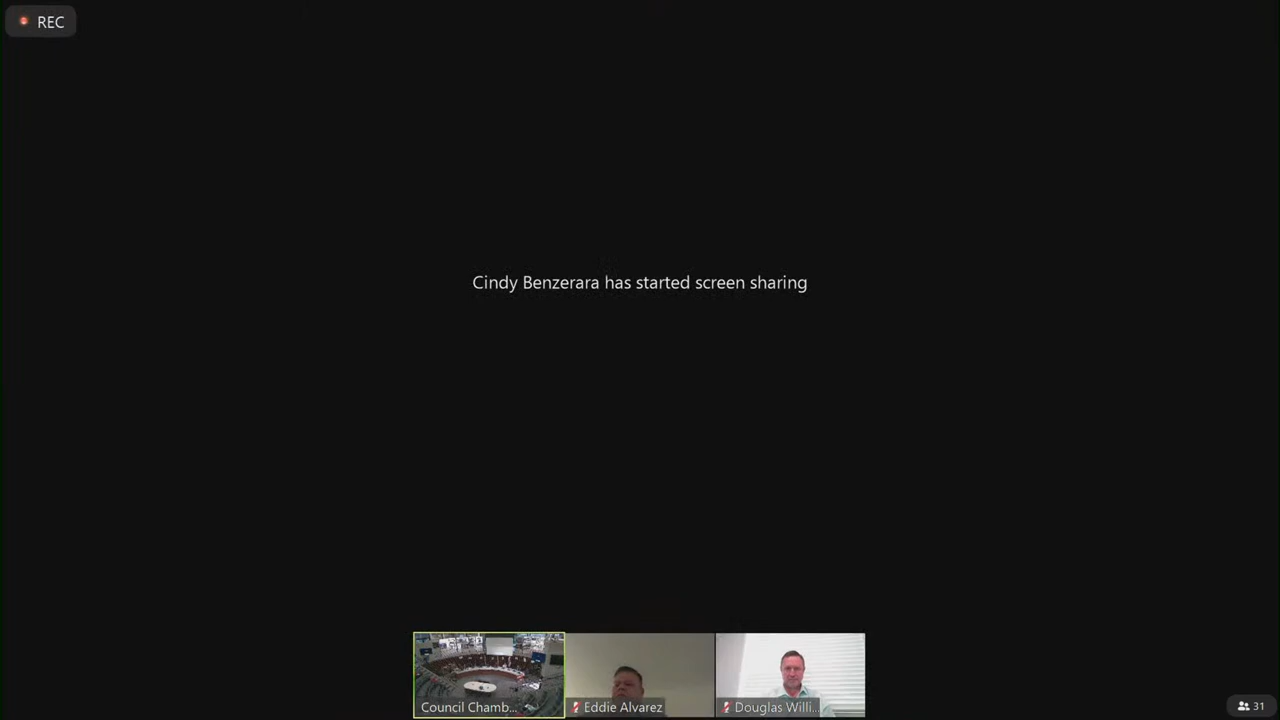 REC
Cindy Benzerara has started screen sharing
Council Chamb...
Eddie Alvarez
Douglas Willi...
31